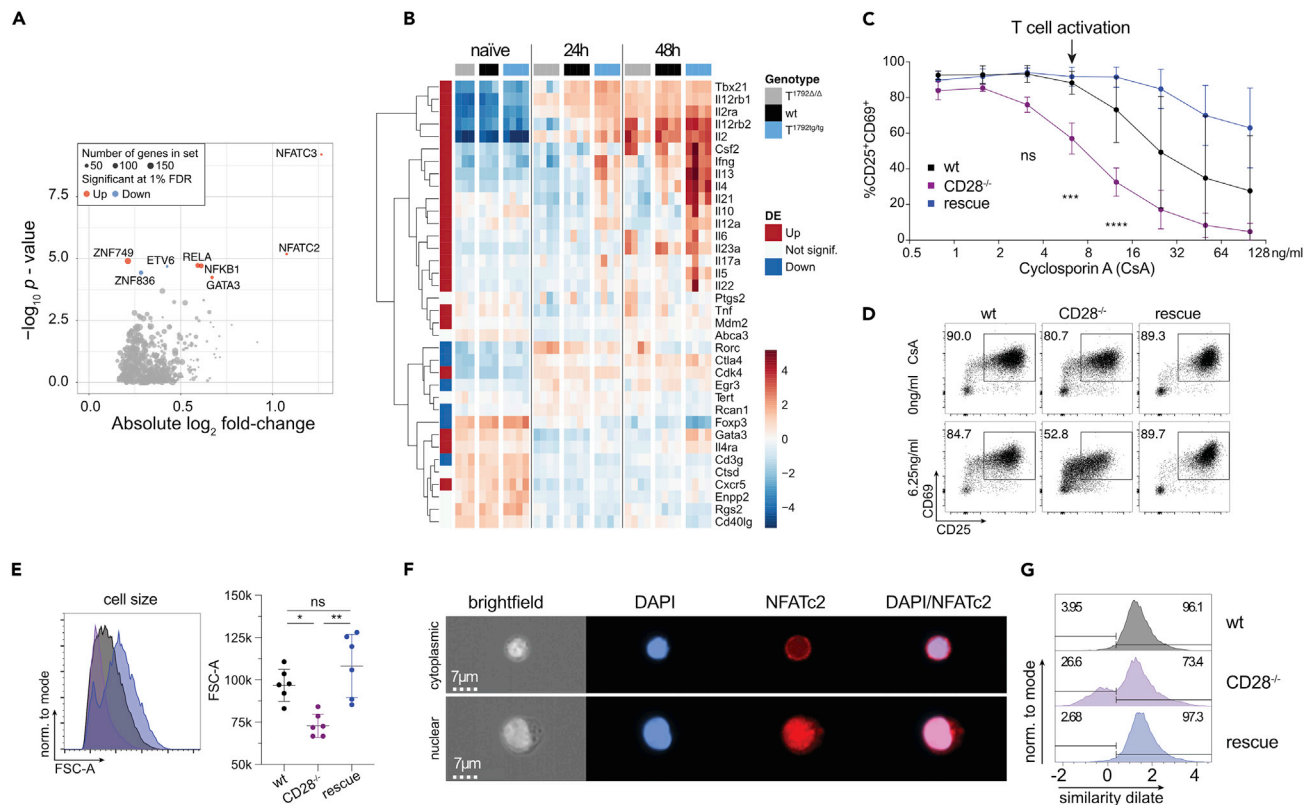 A
Number of genes in set
50 100 150
Significant at 1% FDR
Up Down
NFATC3
NFATC2
ZNF749
ETV6
RELA
ZNF836
NFKB1
GATA3
7.5
5.0
2.5
0.0
−log10 p - value
0.0 0.5 1.0
Absolute log2 fold-change
B
naïve 24h 48h
Tbx21
Il12rb1
Il2ra
Il12rb2
Il2
Csf2
Ifng
Il13
Il4
Il21
Il10
Il12a
Il6
Il23a
Il17a
Il5
Il22
Ptgs2
Tnf
Mdm2
Abca3
Rorc
Ctla4
Cdk4
Egr3
Tert
Rcan1
Foxp3
Gata3
Il4ra
Cd3g
Ctsd
Cxcr5
Enpp2
Rgs2
Cd40lg
Genotype
T1792Δ/Δ
wt
T1792tg/tg
DE
Up
Not signif.
Down
4
2
0
−2
−4
C
T cell activation
%CD25+CD69+
100
80
60
40
20
0
ns
***
****
wt
CD28-/-
rescue
0.5 1 2 4 8 16 32 64 128 ng/ml
Cyclosporin A (CsA)
D
wt CD28-/- rescue
0ng/ml CsA
90.0 80.7 89.3
6.25ng/ml
84.7 52.8 89.7
CD69
CD25
E
cell size
norm. to mode
FSC-A
150k
125k
100k
75k
50k
FSC-A
ns
* **
wt
CD28-/-
rescue
F
brightfield DAPI NFATc2 DAPI/NFATc2
cytoplasmic
7μm
nuclear
7μm
G
3.95 96.1
wt
26.6 73.4
CD28-/-
2.68 97.3
rescue
norm. to mode
−2 0 2 4
similarity dilate